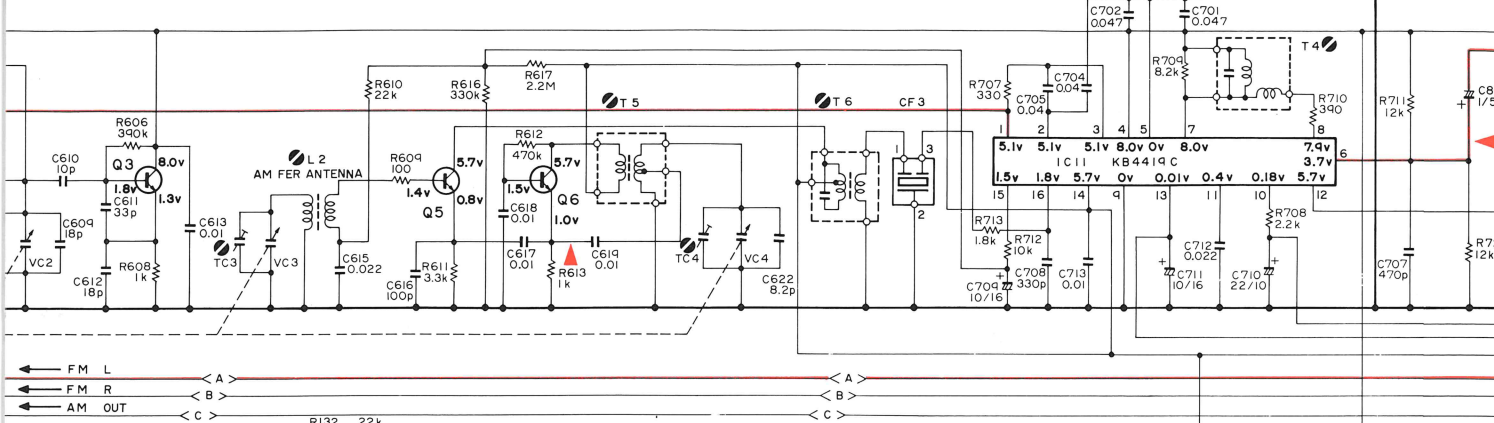 C702
0.047
C701
0.047
R709
8.2k
T4
R710
390
R711
12k
C8
1/5
R610
22k
R616
330k
R617
2.2M
T5
T6
CF3
R707
330
C705
0.04
C704
0.04
R606
390k
Q3
8.0v
1.8v
1.3v
C610
10p
C611
33p
C609
18p
VC2
C612
18p
R608
1k
C613
0.01
L2
AM FER ANTENNA
TC3
VC3
C615
0.022
R609
100
5.7v
1.4v
0.8v
Q5
R611
3.3k
C616
100p
R612
470k
5.7v
1.5v
Q6
1.0v
C618
0.01
C617
0.01
R613
1k
C619
0.01
TC4
VC4
C622
8.2p
1 3
2
1 2 3 4 5 7 8
5.1v 5.1v 5.1v 8.0v 0v 8.0v 7.9v
IC11 KB4419C 3.7v 6
1.5v 1.8v 5.7v 0v 0.01v 0.4v 0.18v 5.7v
15 16 14 9 13 11 10 12
R713
1.8k
R712
10k
C709
10/16
+
C708
330p
C713
0.01
+
C711
10/16
C712
0.022
R708
2.2k
C710
22/10
+
C707
470p
12k
FM L
A
A
FM R
B
B
AM OUT
C
C
R132 22k